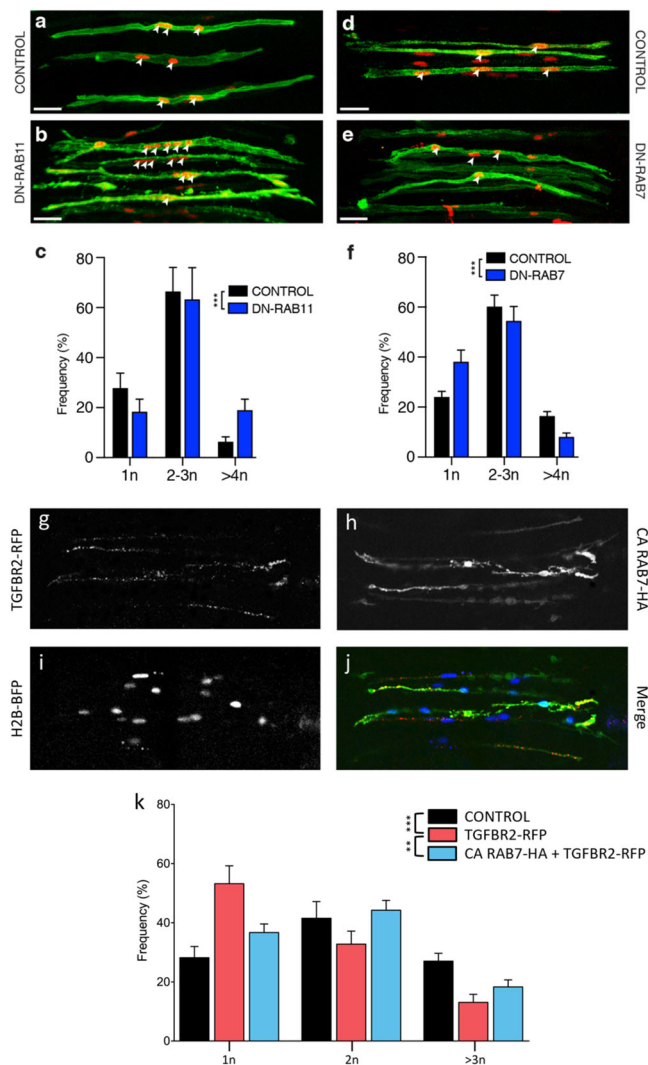 a
d
CONTROL
CONTROL
b
e
DN-RAB11
DN-RAB7
c
80
60
40
20
0
Frequency (%)
***
CONTROL
DN-RAB11
1n
2-3n
>4n
f
80
60
40
20
0
Frequency (%)
***
CONTROL
DN-RAB7
1n
2-3n
>4n
g
h
TGFBR2-RFP
CA RAB7-HA
i
j
H2B-BFP
Merge
k
80
60
40
20
0
Frequency (%)
***
**
CONTROL
TGFBR2-RFP
CA RAB7-HA + TGFBR2-RFP
1n
2n
>3n